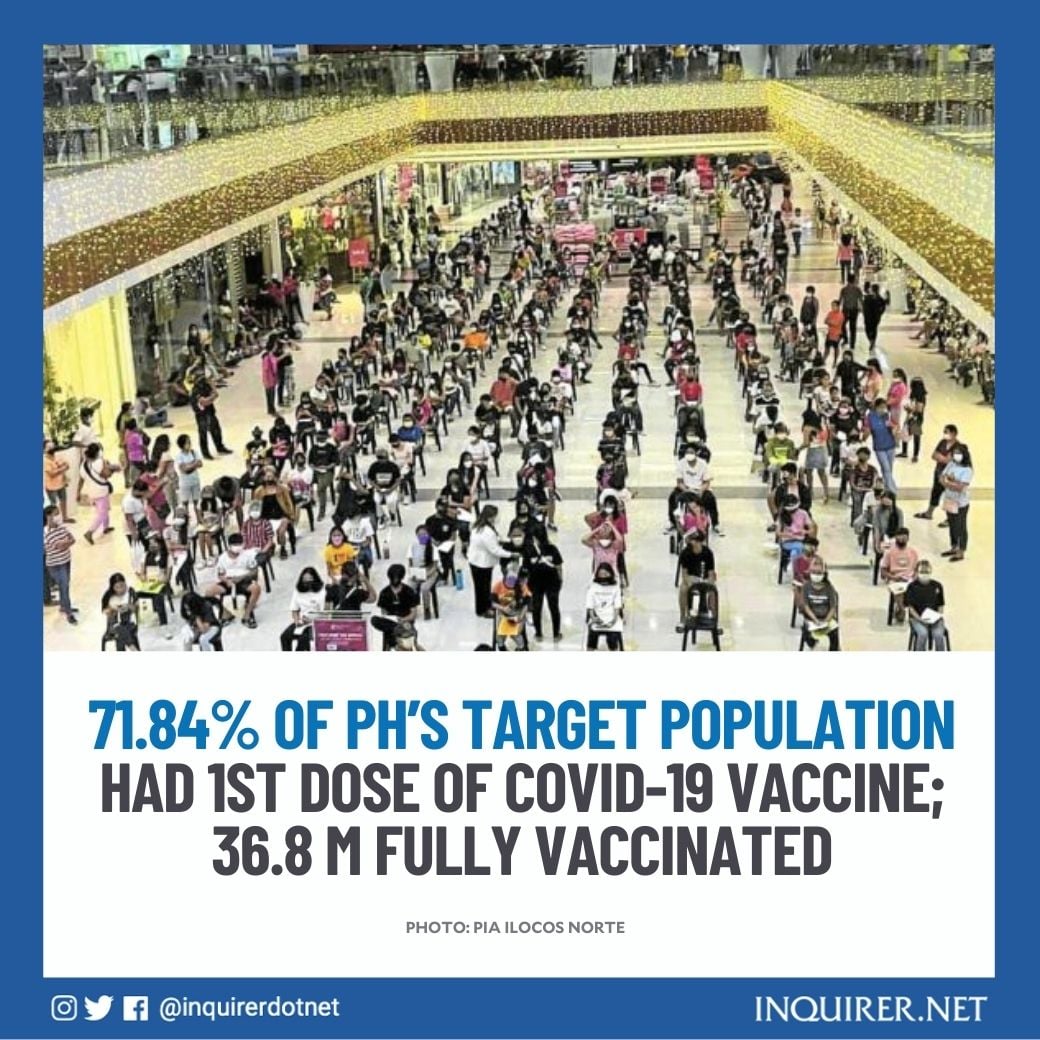 71.84% OF PH'S TARGET POPULATION
HAD 1ST DOSE OF COVID-19 VACCINE;
36.8 M FULLY VACCINATED
PHOTO: PIA ILOCOS NORTE
@inquirerdotnet
INQUIRER.NET